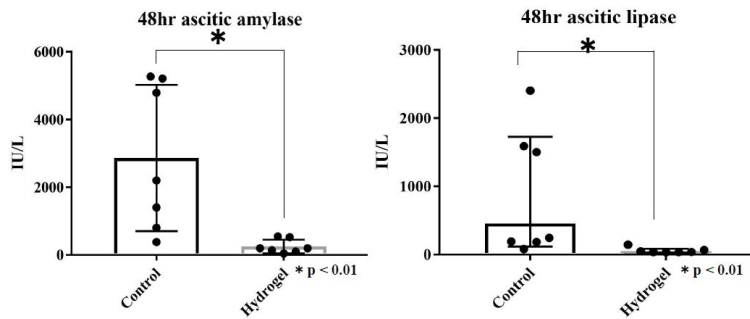 48hr ascitic amylase
*
6000
4000
2000
0
IU/L
Control
Hydrogel
* p < 0.01
48hr ascitic lipase
*
3000
2000
1000
0
IU/L
Control
Hydrogel
* p < 0.01